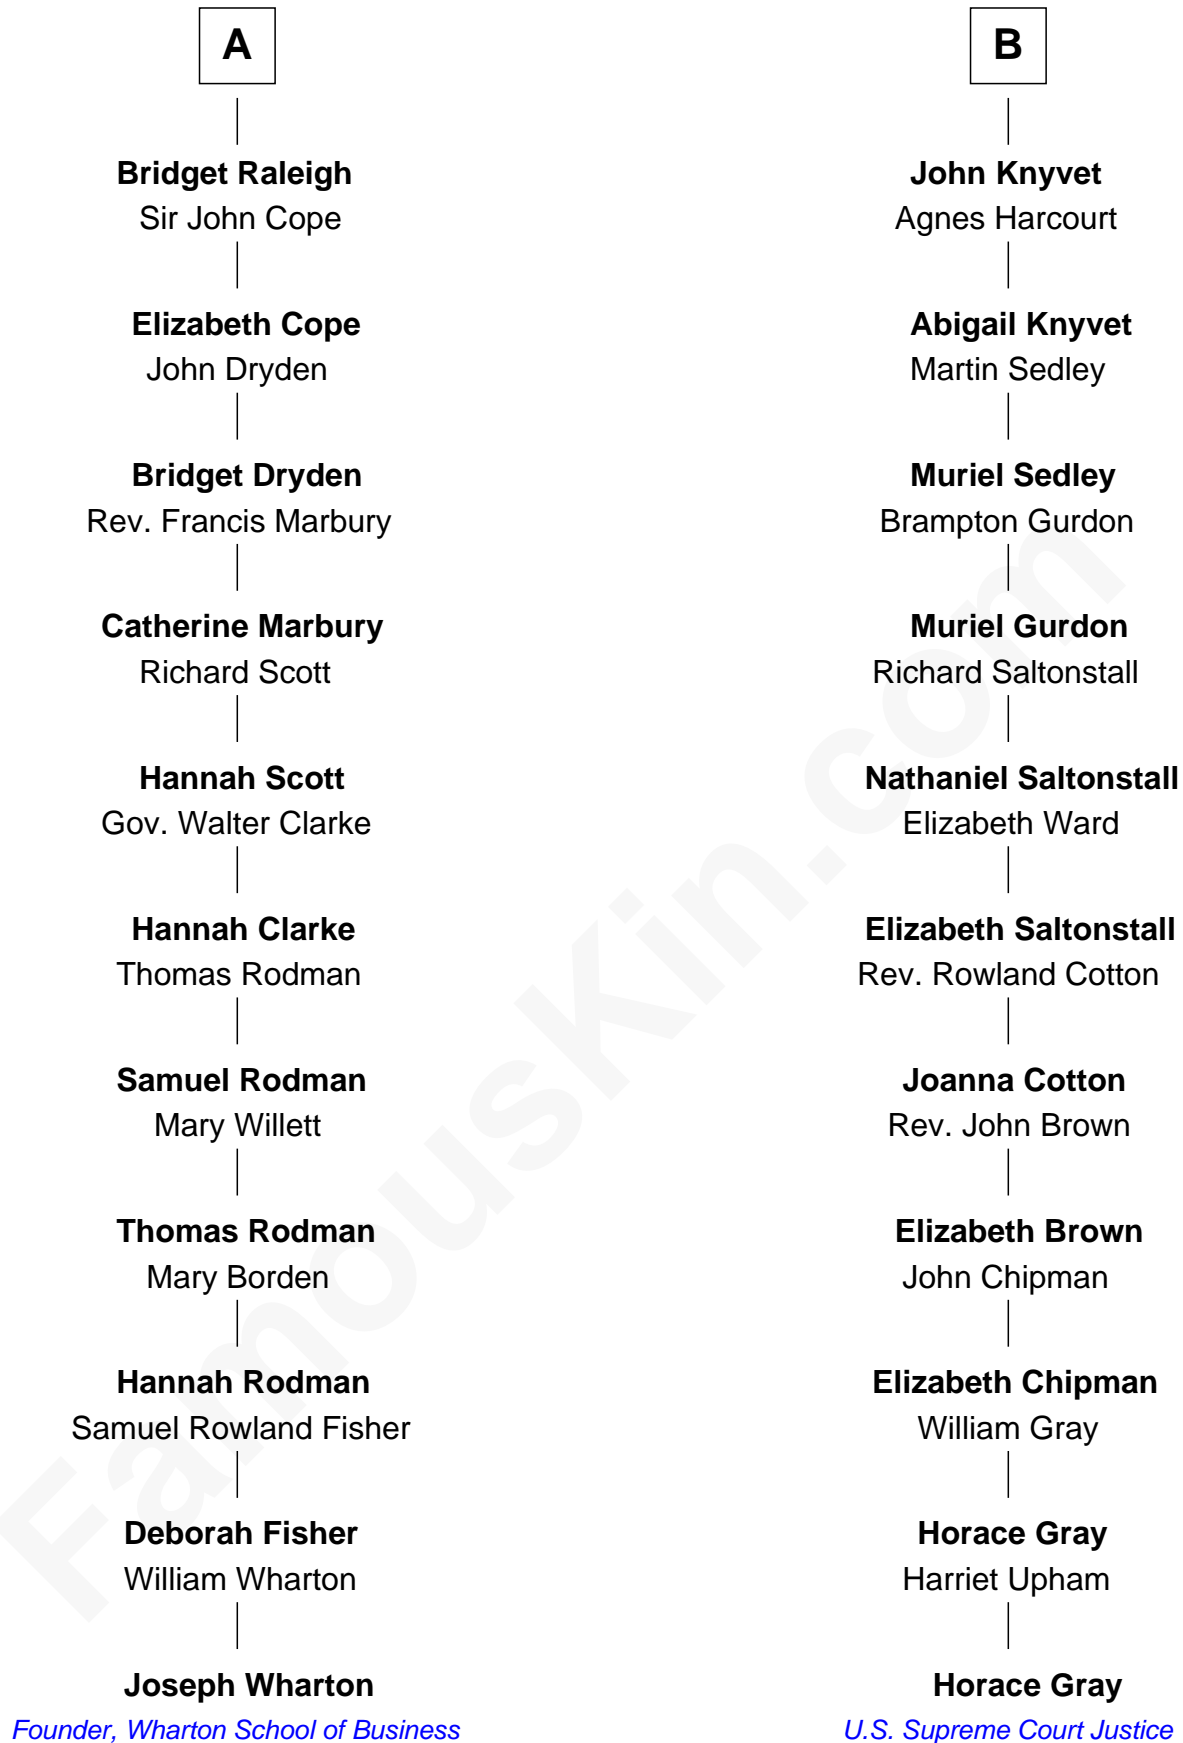 A
Bridget Raleigh
Sir John Cope
Elizabeth Cope
John Dryden
Bridget Dryden
Rev. Francis Marbury
Catherine Marbury
Richard Scott
Hannah Scott
Gov. Walter Clarke
Hannah Clarke
Thomas Rodman
Samuel Rodman
Mary Willett
Thomas Rodman
Mary Borden
Hannah Rodman
Samuel Rowland Fisher
Deborah Fisher
William Wharton
Joseph Wharton
Founder, Wharton School of Business
B
John Knyvet
Agnes Harcourt
Abigail Knyvet
Martin Sedley
Muriel Sedley
Brampton Gurdon
Muriel Gurdon
Richard Saltonstall
Nathaniel Saltonstall
Elizabeth Ward
Elizabeth Saltonstall
Rev. Rowland Cotton
Joanna Cotton
Rev. John Brown
Elizabeth Brown
John Chipman
Elizabeth Chipman
William Gray
Horace Gray
Harriet Upham
Horace Gray
U.S. Supreme Court Justice
FamousKin.com